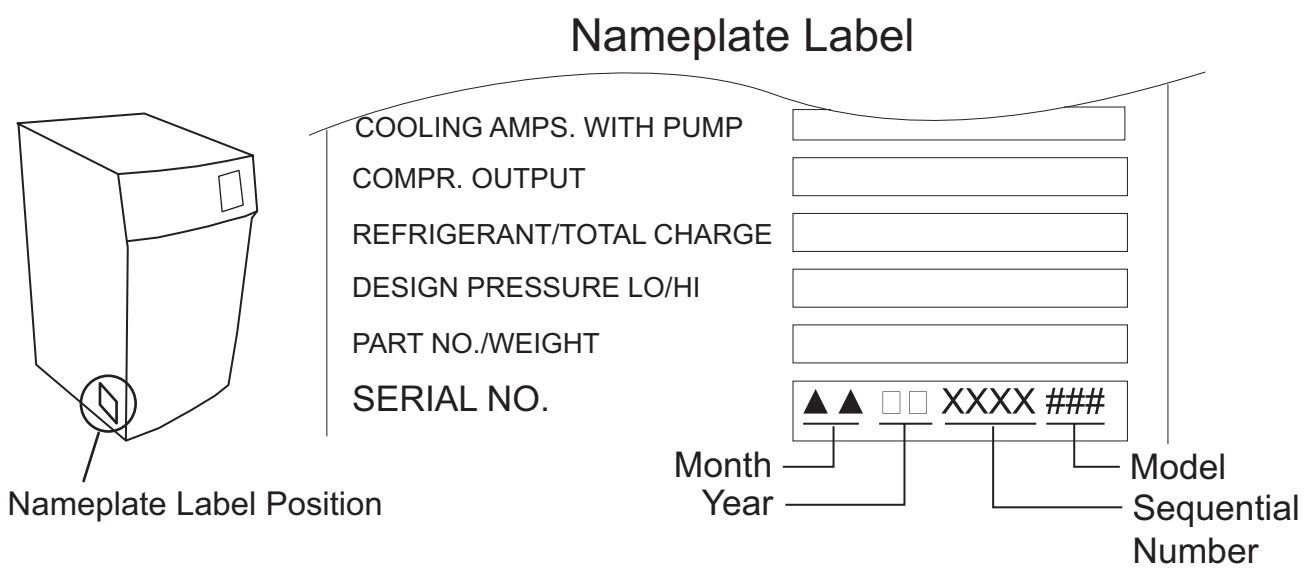 Nameplate Label
COOLING AMPS. WITH PUMP
COMPR. OUTPUT
REFRIGERANT/TOTAL CHARGE
DESIGN PRESSURE LO/HI
PART NO./WEIGHT
SERIAL NO. ▲▲ □□ XXXX ###
Month
Year
Model
Sequential
Number
Nameplate Label Position